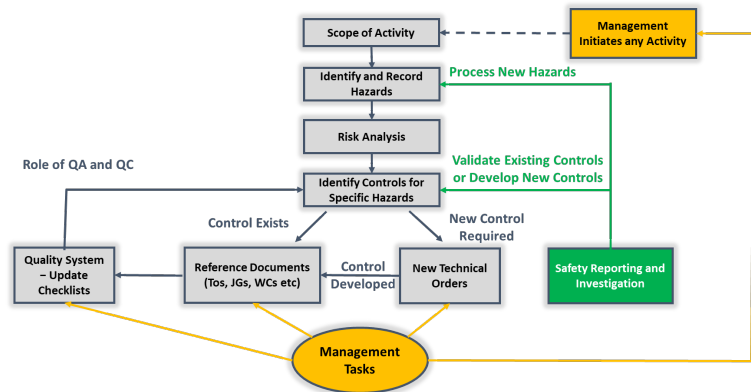 Scope of Activity
Management
Initiates any Activity
Identify and Record
Hazards
Process New Hazards
Risk Analysis
Role of QA and QC
Validate Existing Controls
or Develop New Controls
Identify Controls for
Specific Hazards
Control Exists
New Control
Required
Quality System
– Update
Checklists
Reference Documents
(Tos, JGs, WCs etc)
Control
Developed
New Technical
Orders
Safety Reporting and
Investigation
Management
Tasks